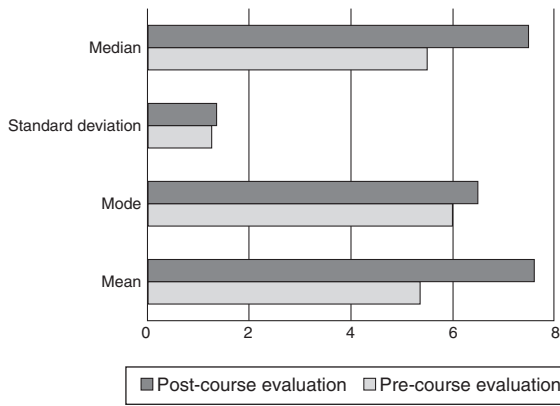 Median
Standard deviation
Mode
Mean
0 2 4 6 8
Post-course evaluation Pre-course evaluation